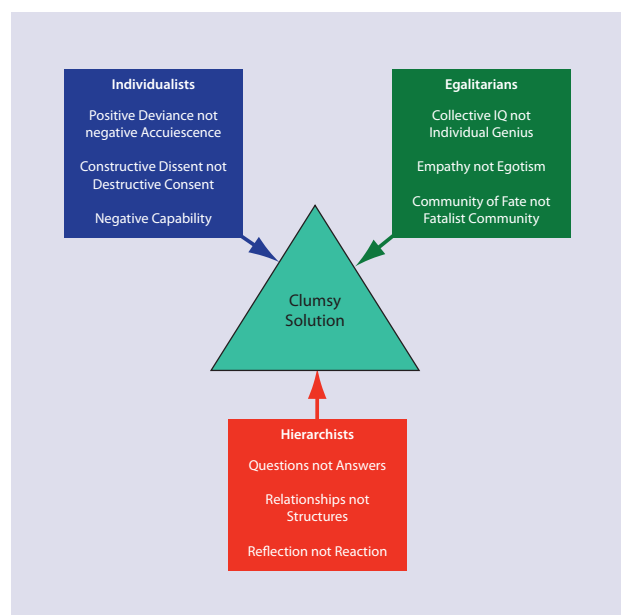 Individualists
Positive Deviance not
negative Accuiescence
Constructive Dissent not
Destructive Consent
Negative Capability
Egalitarians
Collective IQ not
Individual Genius
Empathy not Egotism
Community of Fate not
Fatalist Community
Clumsy
Solution
Hierarchists
Questions not Answers
Relationships not
Structures
Reflection not Reaction